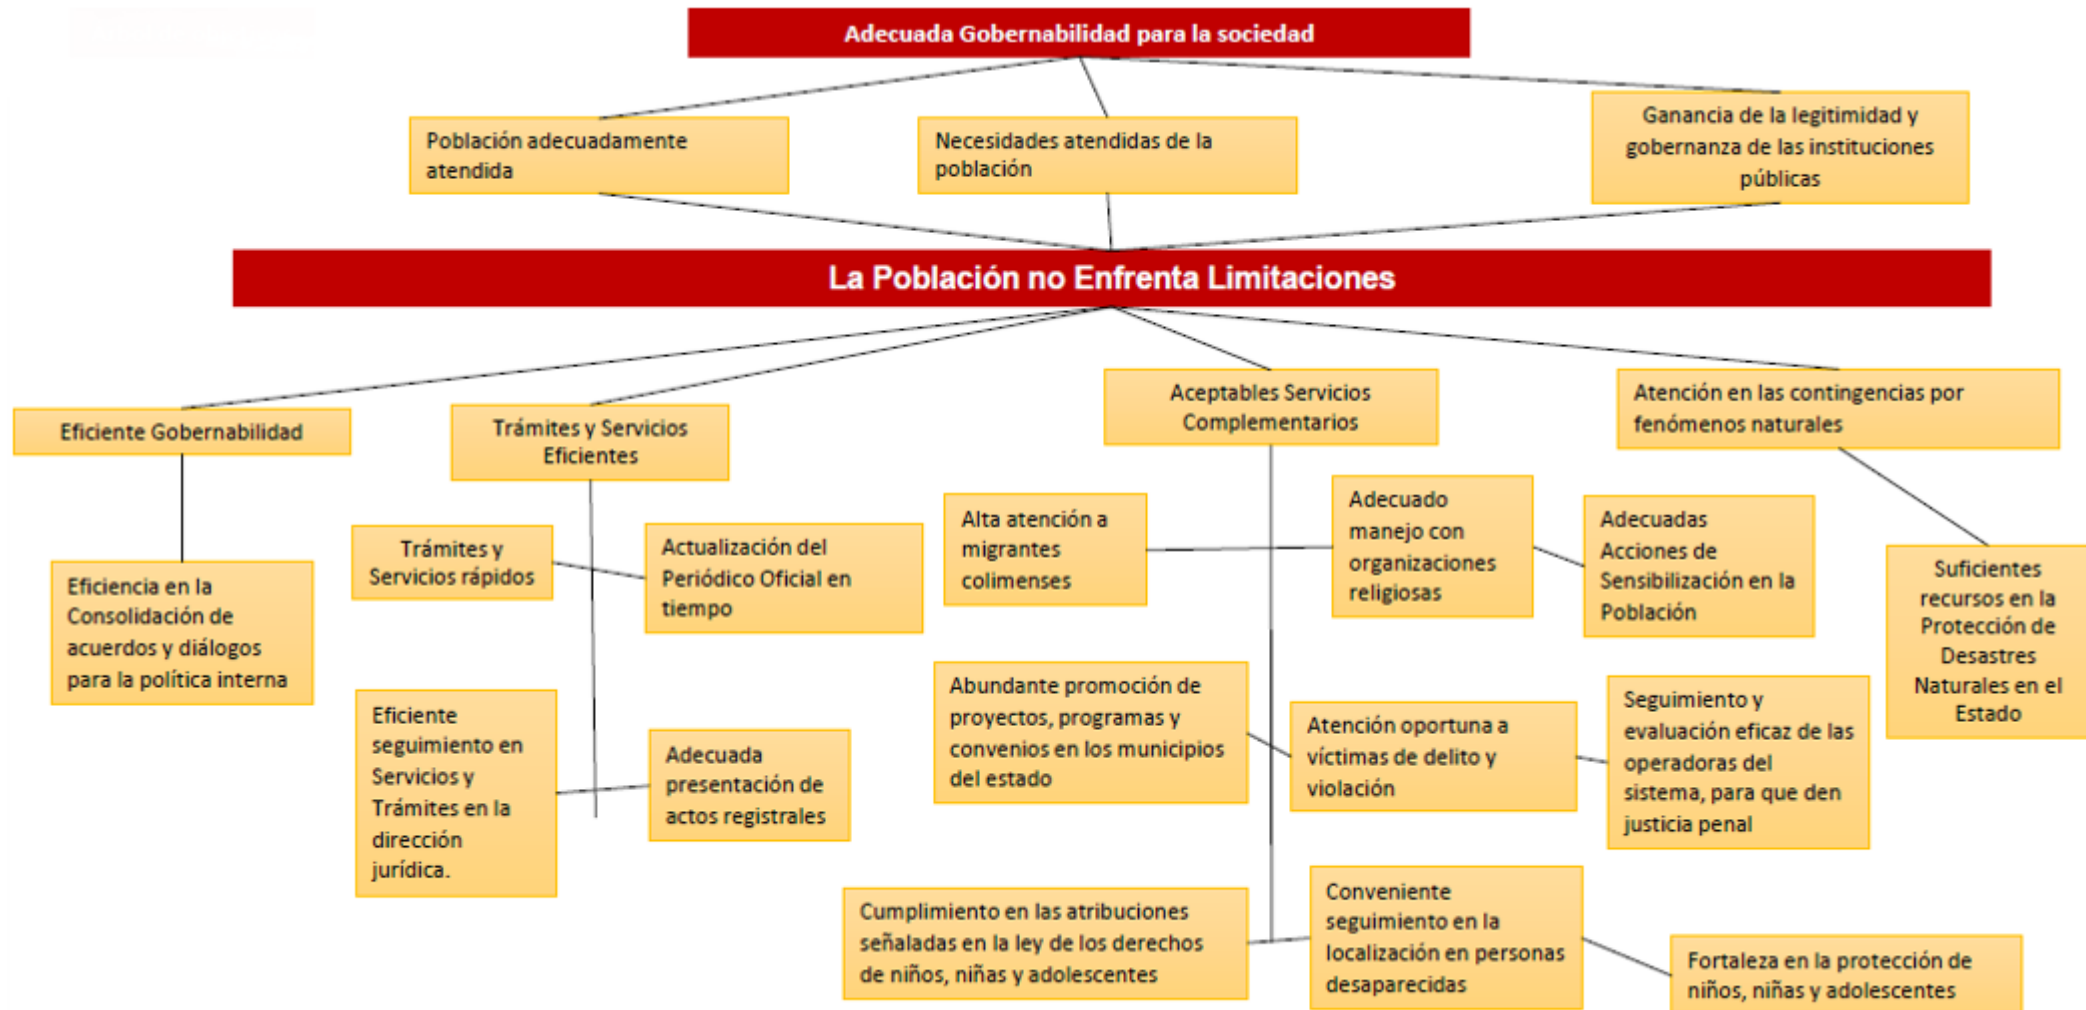 Adecuada Gobernabilidad para la sociedad
Población adecuadamente
atendida
Necesidades atendidas de la
población
Ganancia de la legitimidad y
gobernanza de las instituciones
públicas
La Población no Enfrenta Limitaciones
Eficiente Gobernabilidad
Trámites y Servicios
Eficientes
Aceptables Servicios
Complementarios
Atención en las contingencias por
fenómenos naturales
Eficiencia en la
Consolidación de
acuerdos y diálogos
para la política interna
Trámites y
Servicios rápidos
Actualización del
Periódico Oficial en
tiempo
Eficiente
seguimiento en
Servicios y
Trámites en la
dirección
jurídica.
Adecuada
presentación de
actos registrales
Alta atención a
migrantes
colimenses
Adecuado
manejo con
organizaciones
religiosas
Adecuadas
Acciones de
Sensibilización en la
Población
Suficientes
recursos en la
Protección de
Desastres
Naturales en el
Estado
Abundante promoción de
proyectos, programas y
convenios en los municipios
del estado
Atención oportuna a
víctimas de delito y
violación
Seguimiento y
evaluación eficaz de las
operadoras del
sistema, para que den
justicia penal
Cumplimiento en las atribuciones
señaladas en la ley de los derechos
de niños, niñas y adolescentes
Conveniente
seguimiento en la
localización en personas
desaparecidas
Fortaleza en la protección de
niños, niñas y adolescentes